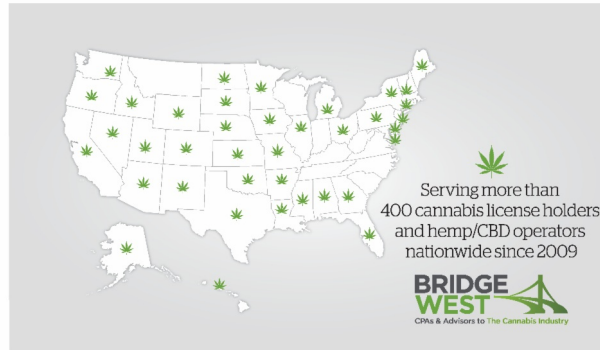 Serving more than
400 cannabis license holders
and hemp/CBD operators
nationwide since 2009
BRIDGE
WEST
CPAs & Advisors to The Cannabis Industry